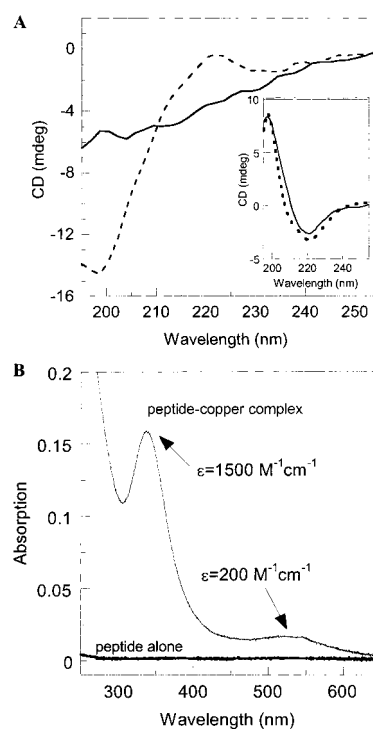 A
0
-4
-8
-12
-16
CD (mdeg)
10
5
0
-5
CD (mdeg)
200 220 240
Wavelength (nm)
200 210 220 230 240 250
Wavelength (nm)
B
0.2
0.15
0.1
0.05
0
Absorption
peptide-copper complex
ε=1500 M⁻¹cm⁻¹
ε=200 M⁻¹cm⁻¹
peptide alone
300 400 500 600
Wavelength (nm)